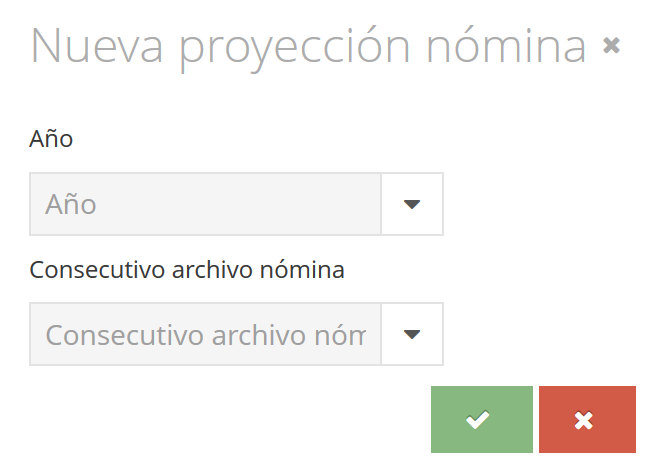 Nueva proyección nómina
Año
Año
Consecutivo archivo nómina
Consecutivo archivo nóm